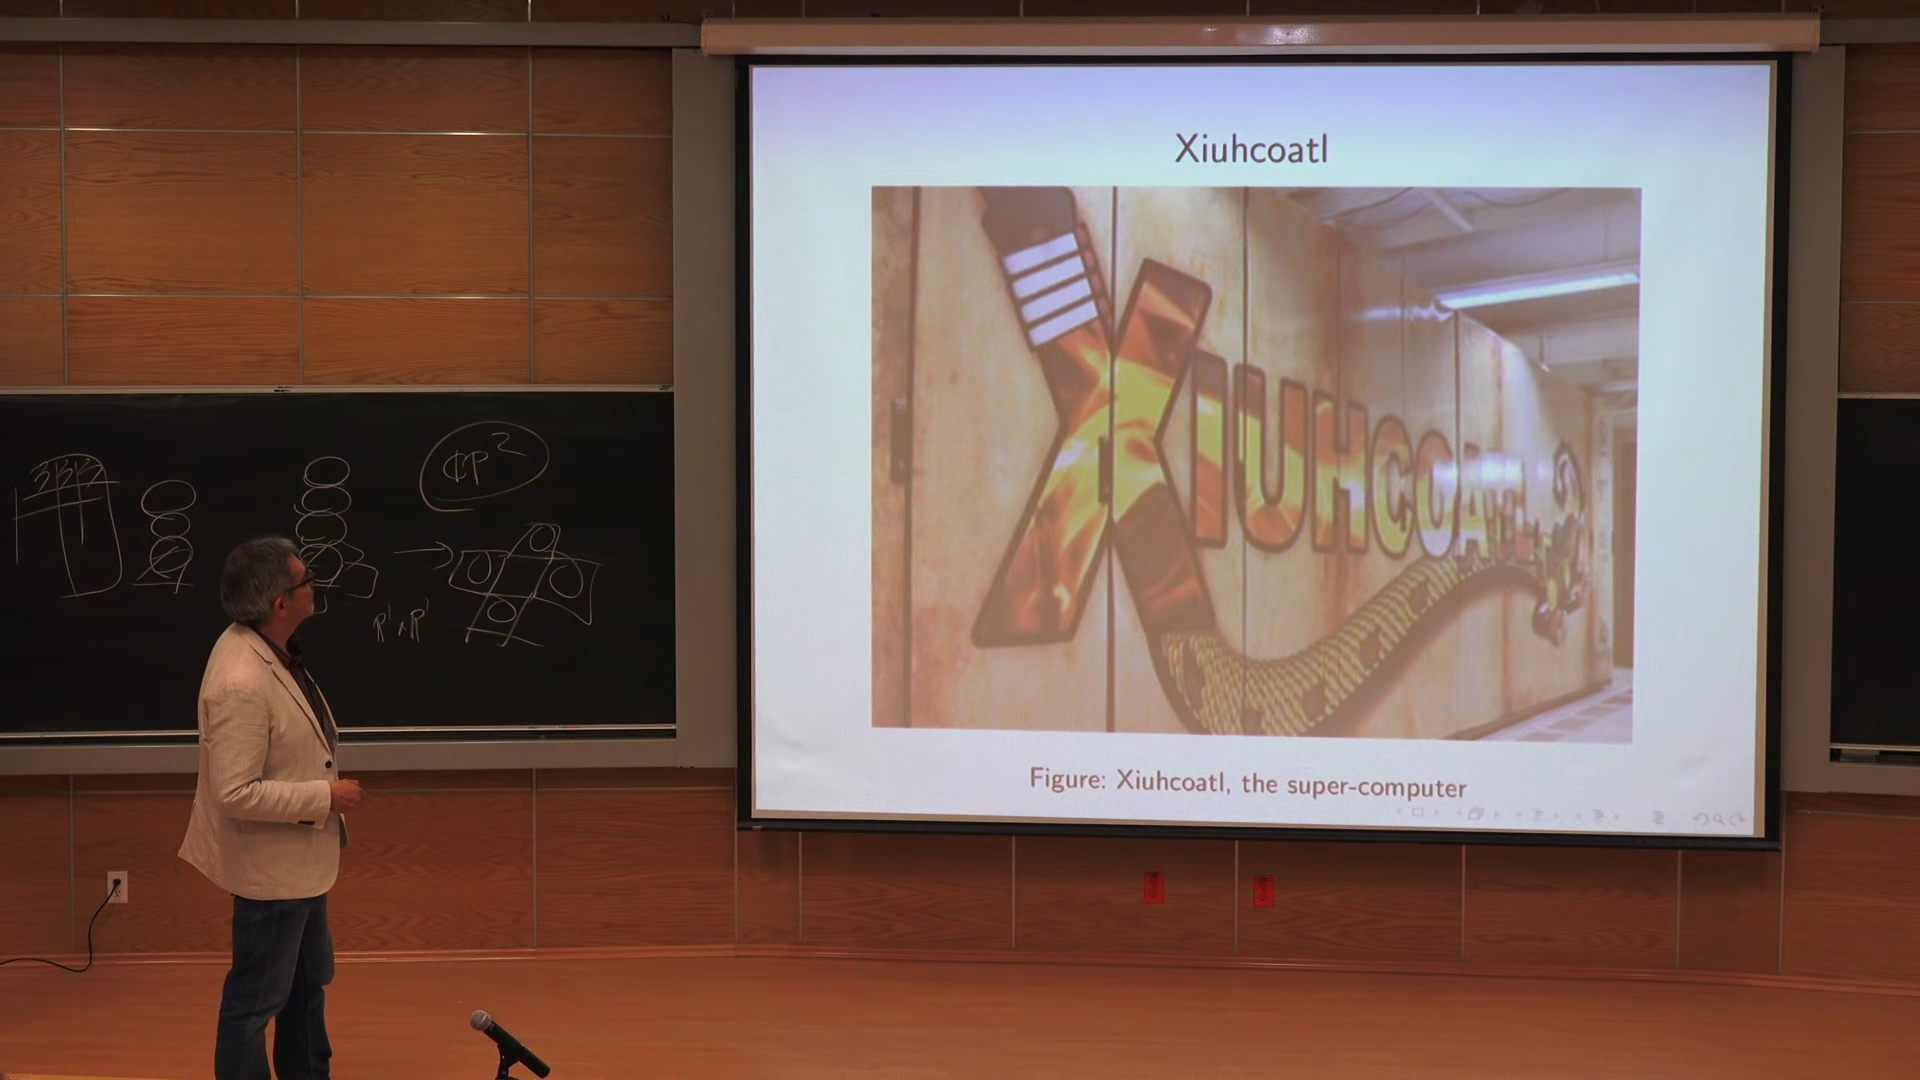 Xiuhcoatl
XIUHCOATL
Figure: Xiuhcoatl, the super-computer
ℂP²
P¹ × P¹